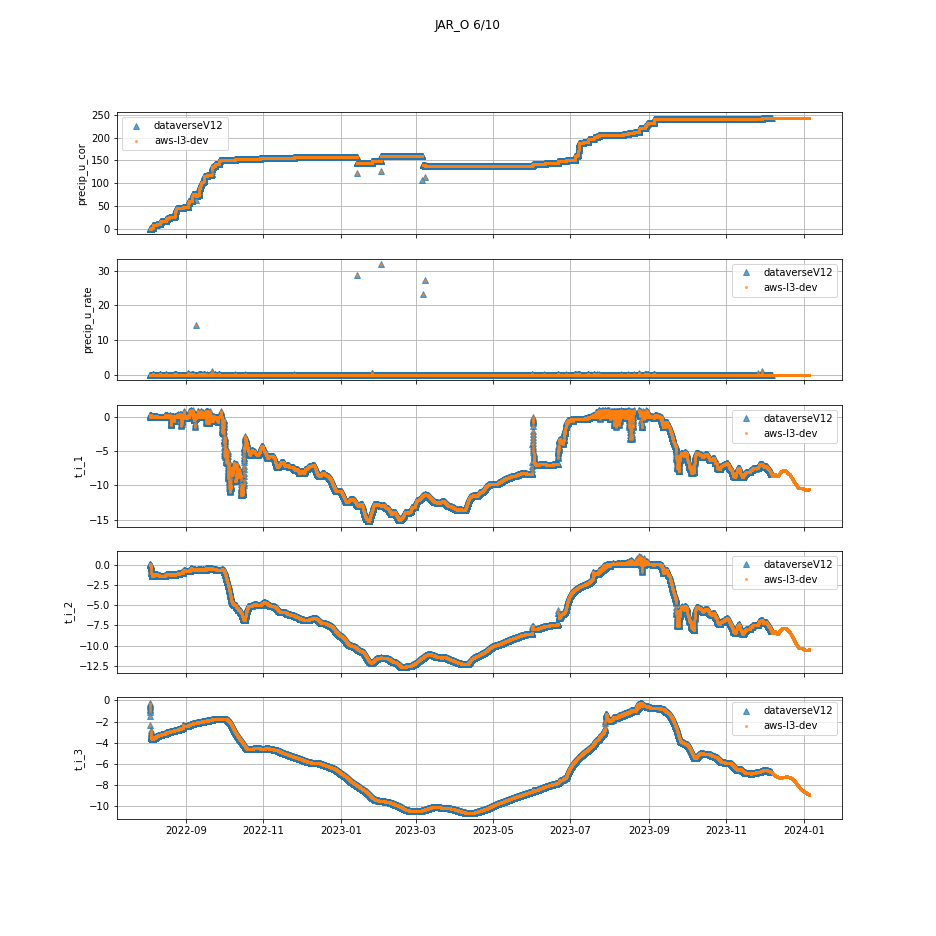 JAR_O 6/10
250
200
150
100
50
0
precip_u_cor
dataverseV12
aws-l3-dev
30
20
10
0
precip_u_rate
dataverseV12
aws-l3-dev
0
−5
−10
−15
t_i_1
dataverseV12
aws-l3-dev
0.0
−2.5
−5.0
−7.5
−10.0
−12.5
t_i_2
dataverseV12
aws-l3-dev
0
−2
−4
−6
−8
−10
t_i_3
dataverseV12
aws-l3-dev
2022-09 2022-11 2023-01 2023-03 2023-05 2023-07 2023-09 2023-11 2024-01